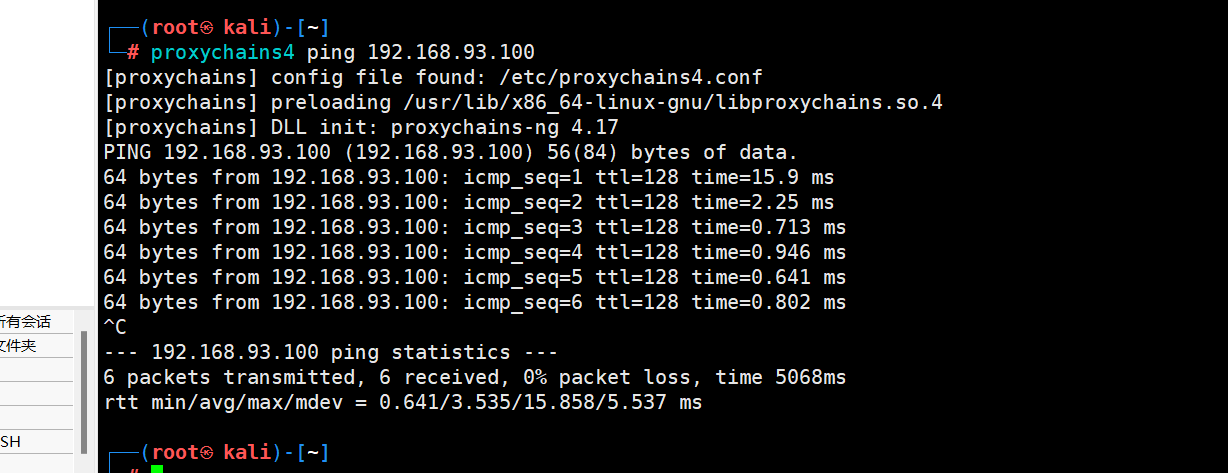 ┌──(root㉿ kali)-[~]
└─# proxychains4 ping 192.168.93.100
[proxychains] config file found: /etc/proxychains4.conf
[proxychains] preloading /usr/lib/x86_64-linux-gnu/libproxychains.so.4
[proxychains] DLL init: proxychains-ng 4.17
PING 192.168.93.100 (192.168.93.100) 56(84) bytes of data.
64 bytes from 192.168.93.100: icmp_seq=1 ttl=128 time=15.9 ms
64 bytes from 192.168.93.100: icmp_seq=2 ttl=128 time=2.25 ms
64 bytes from 192.168.93.100: icmp_seq=3 ttl=128 time=0.713 ms
64 bytes from 192.168.93.100: icmp_seq=4 ttl=128 time=0.946 ms
64 bytes from 192.168.93.100: icmp_seq=5 ttl=128 time=0.641 ms
64 bytes from 192.168.93.100: icmp_seq=6 ttl=128 time=0.802 ms
^C
--- 192.168.93.100 ping statistics ---
6 packets transmitted, 6 received, 0% packet loss, time 5068ms
rtt min/avg/max/mdev = 0.641/3.535/15.858/5.537 ms
┌──(root㉿ kali)-[~]
└─#
所有会话
文件夹
SH